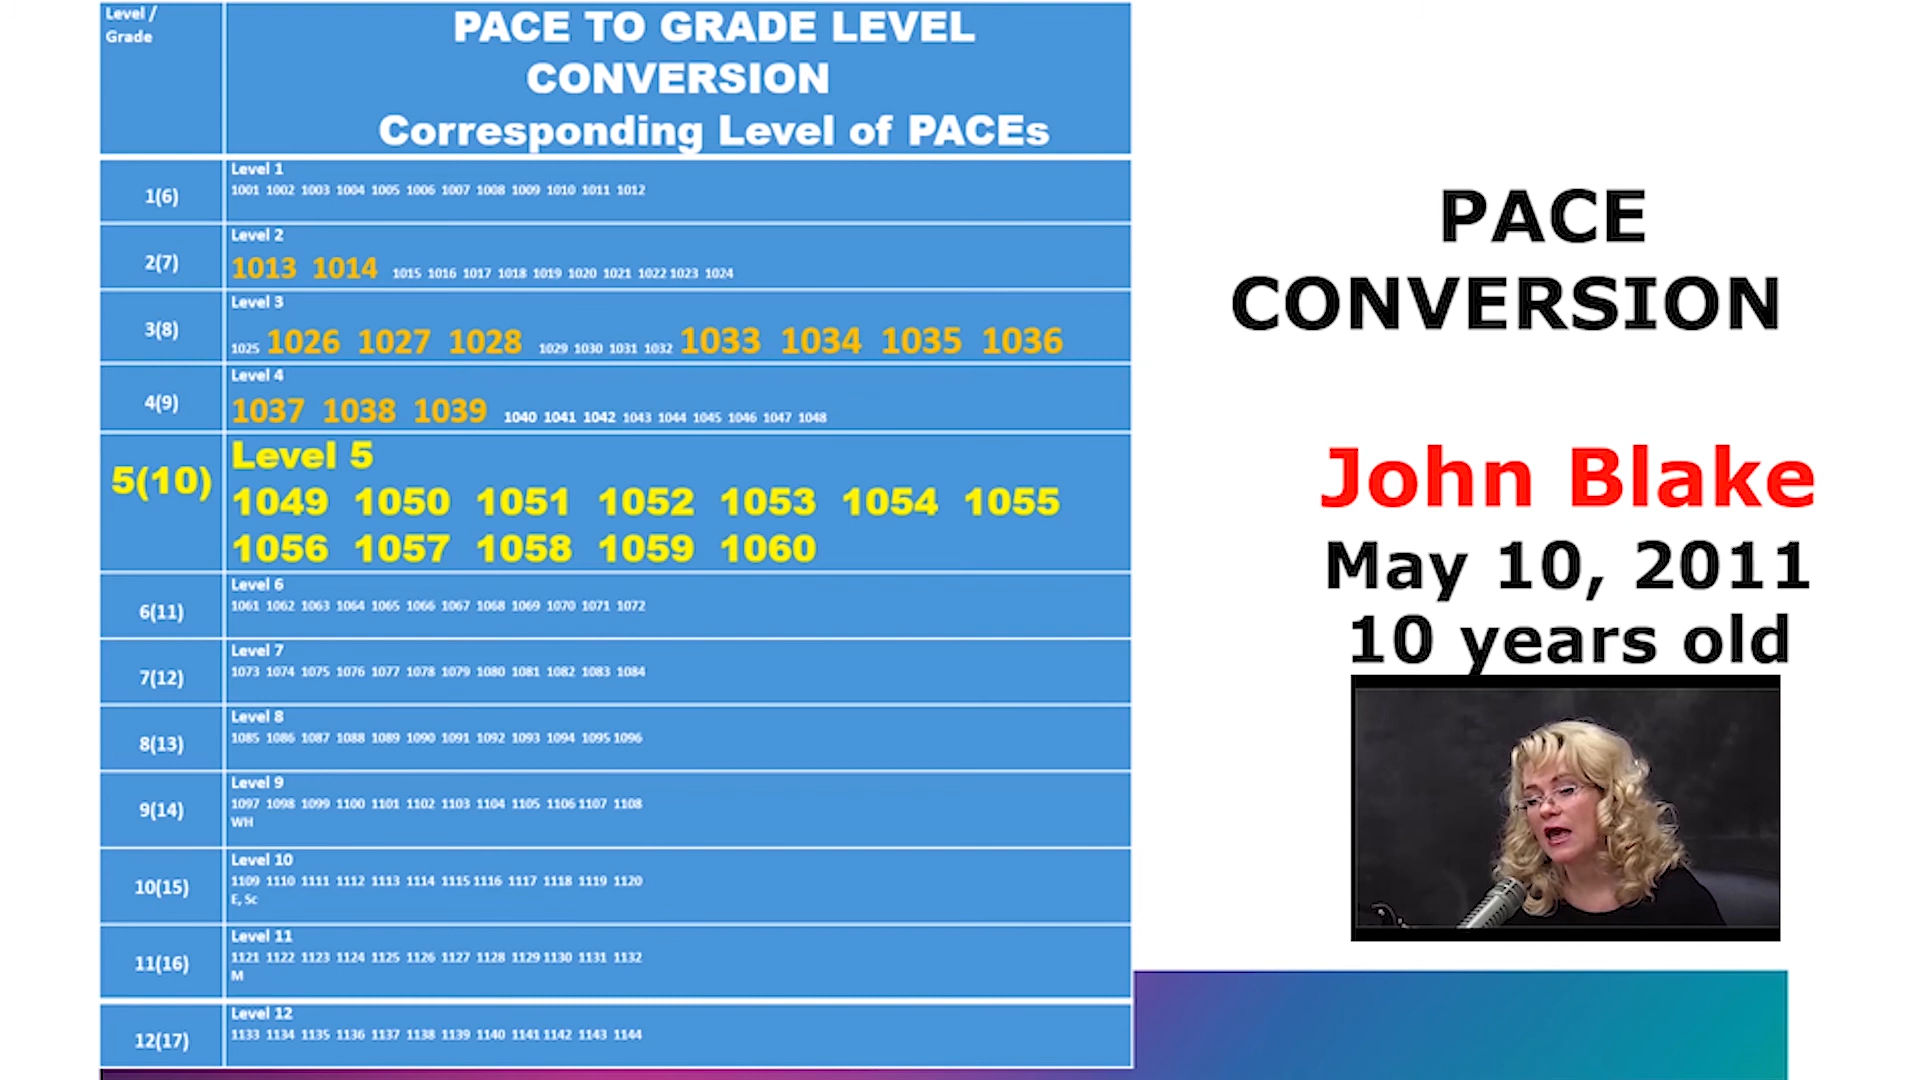 Level /
Grade
PACE TO GRADE LEVEL
CONVERSION
Corresponding Level of PACEs
1(6)
Level 1
1001 1002 1003 1004 1005 1006 1007 1008 1009 1010 1011 1012
2(7)
Level 2
1013 1014 1015 1016 1017 1018 1019 1020 1021 1022 1023 1024
3(8)
Level 3
1025 1026 1027 1028 1029 1030 1031 1032 1033 1034 1035 1036
4(9)
Level 4
1037 1038 1039 1040 1041 1042 1043 1044 1045 1046 1047 1048
5(10)
Level 5
1049 1050 1051 1052 1053 1054 1055
1056 1057 1058 1059 1060
6(11)
Level 6
1061 1062 1063 1064 1065 1066 1067 1068 1069 1070 1071 1072
7(12)
Level 7
1073 1074 1075 1076 1077 1078 1079 1080 1081 1082 1083 1084
8(13)
Level 8
1085 1086 1087 1088 1089 1090 1091 1092 1093 1094 1095 1096
9(14)
Level 9
1097 1098 1099 1100 1101 1102 1103 1104 1105 1106 1107 1108
WH
10(15)
Level 10
1109 1110 1111 1112 1113 1114 1115 1116 1117 1118 1119 1120
E, Sc
11(16)
Level 11
1121 1122 1123 1124 1125 1126 1127 1128 1129 1130 1131 1132
M
12(17)
Level 12
1133 1134 1135 1136 1137 1138 1139 1140 1141 1142 1143 1144
PACE
CONVERSION
John Blake
May 10, 2011
10 years old